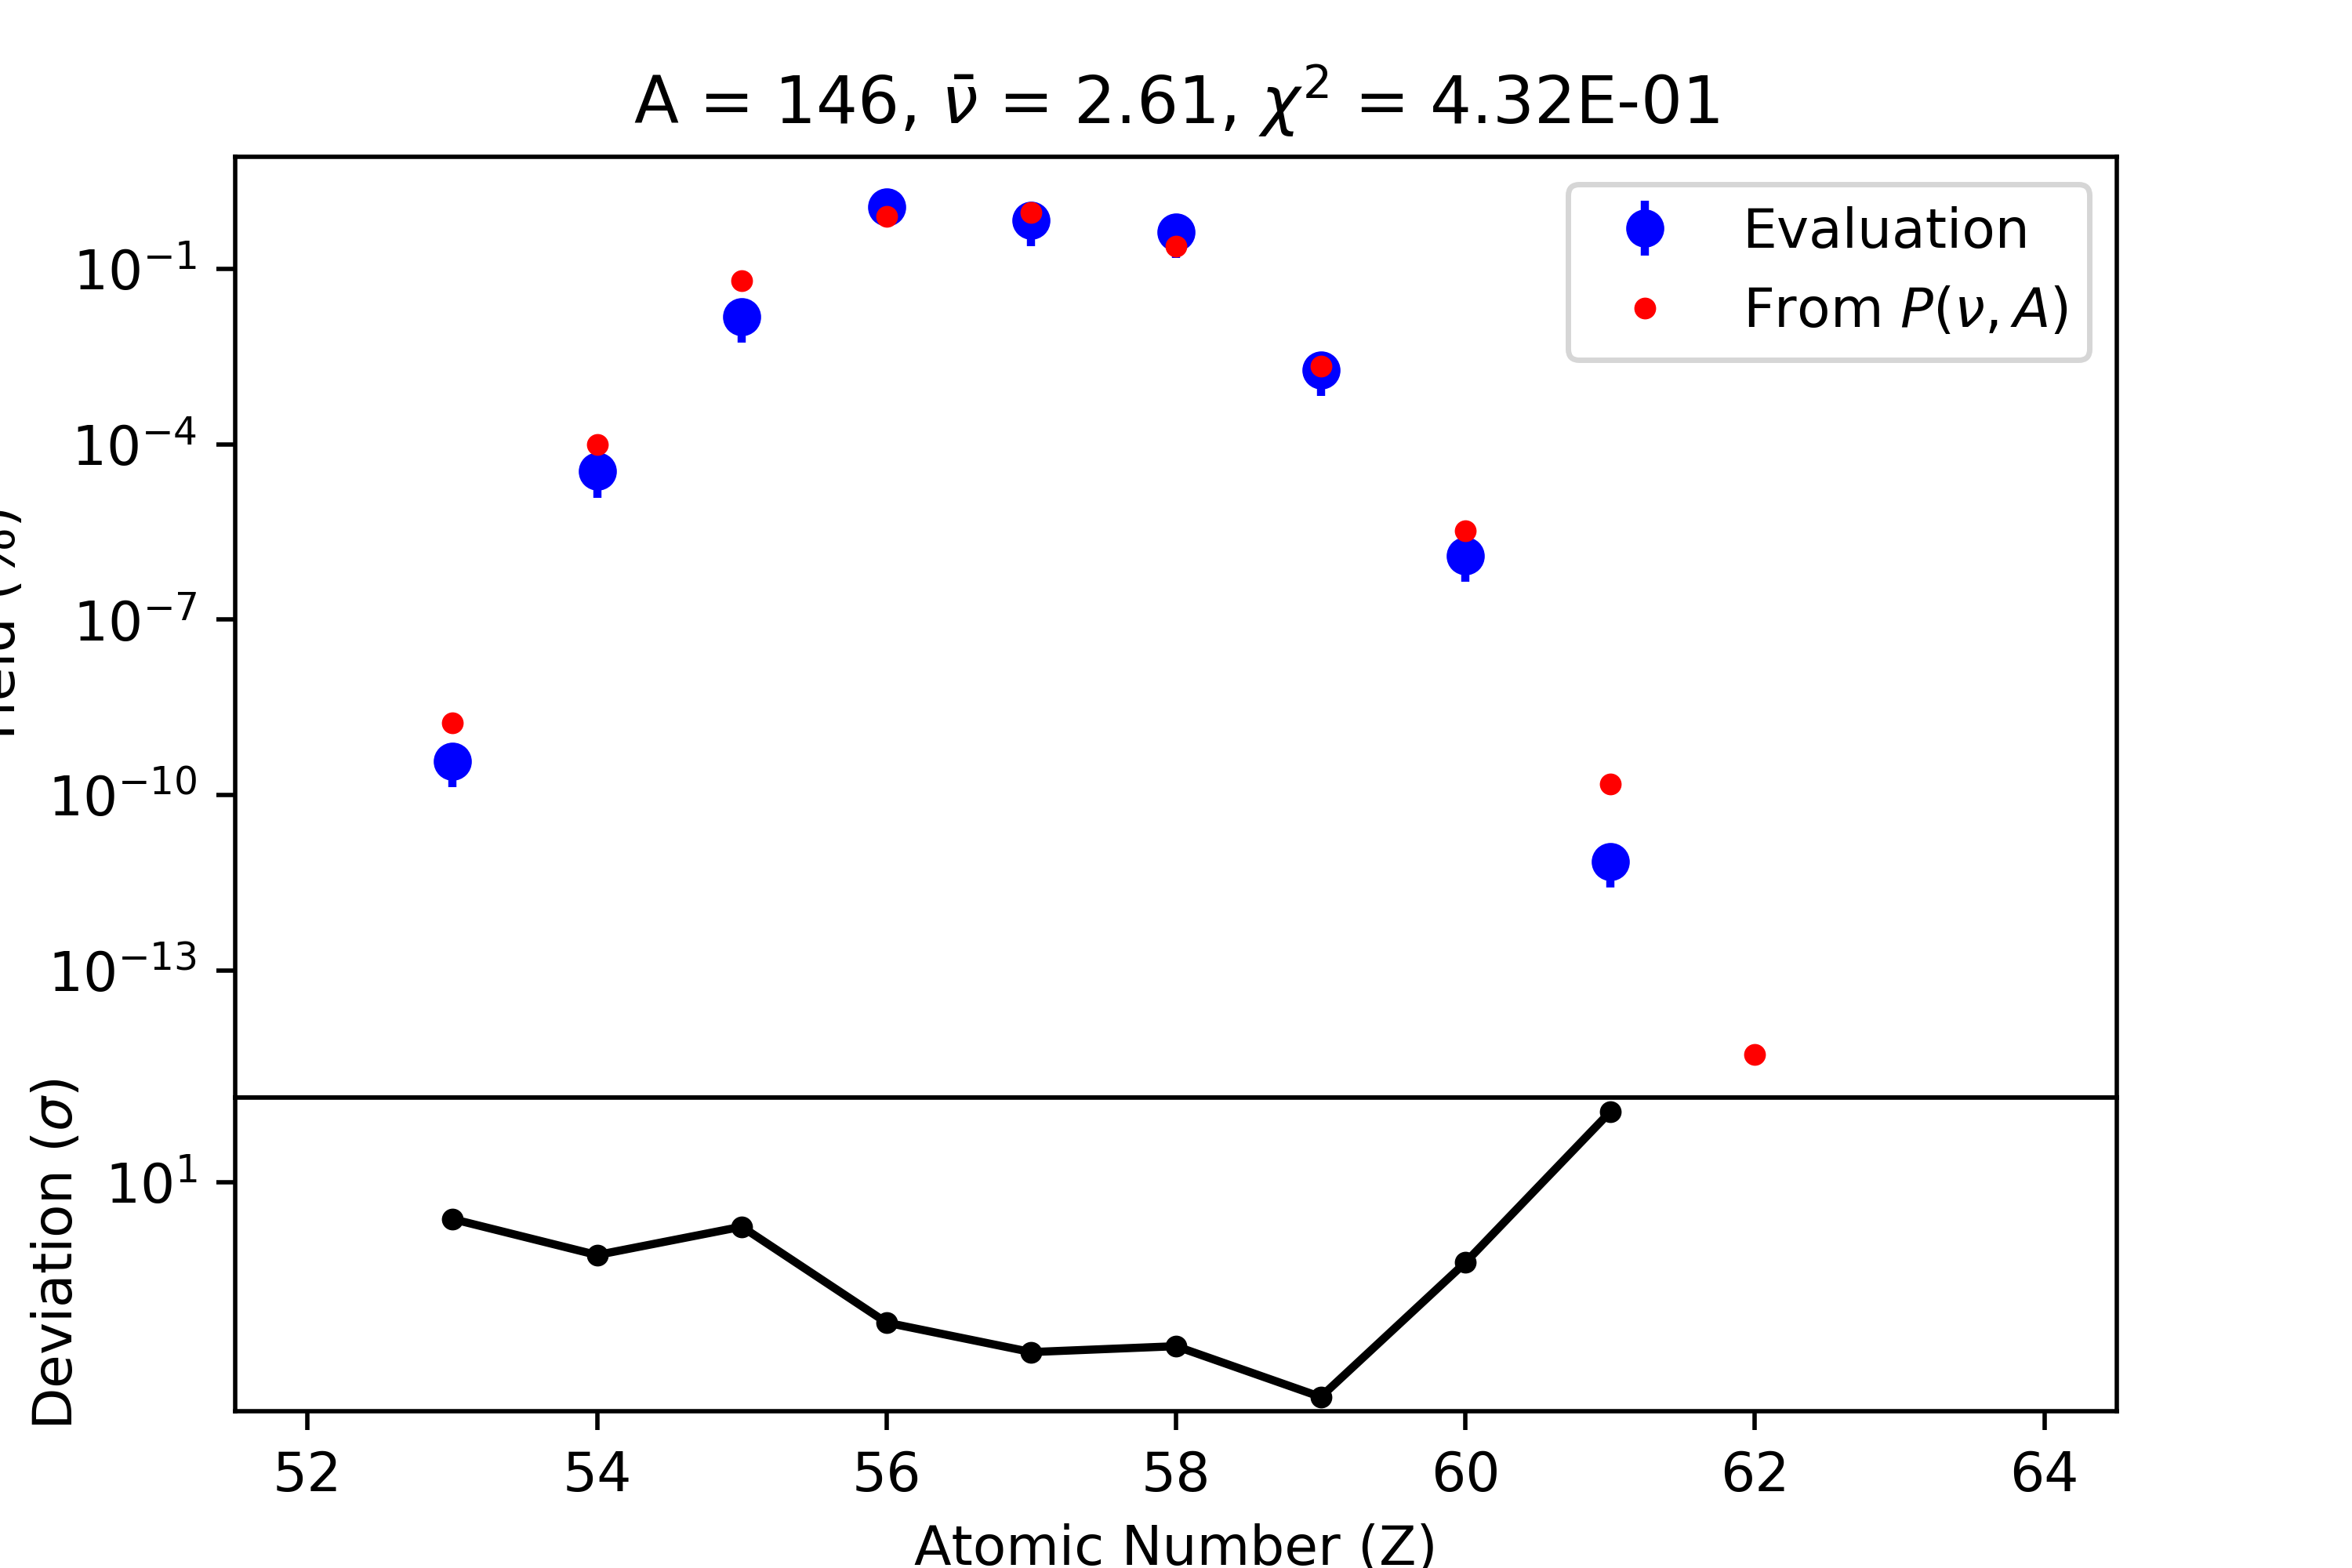 A = 146, ν̄ = 2.61, χ² = 4.32E-01
Evaluation
From P(ν, A)
10⁻¹
10⁻⁴
10⁻⁷
10⁻¹⁰
10⁻¹³
(%)
Deviation (σ)
10¹
52 54 56 58 60 62 64
Atomic Number (Z)